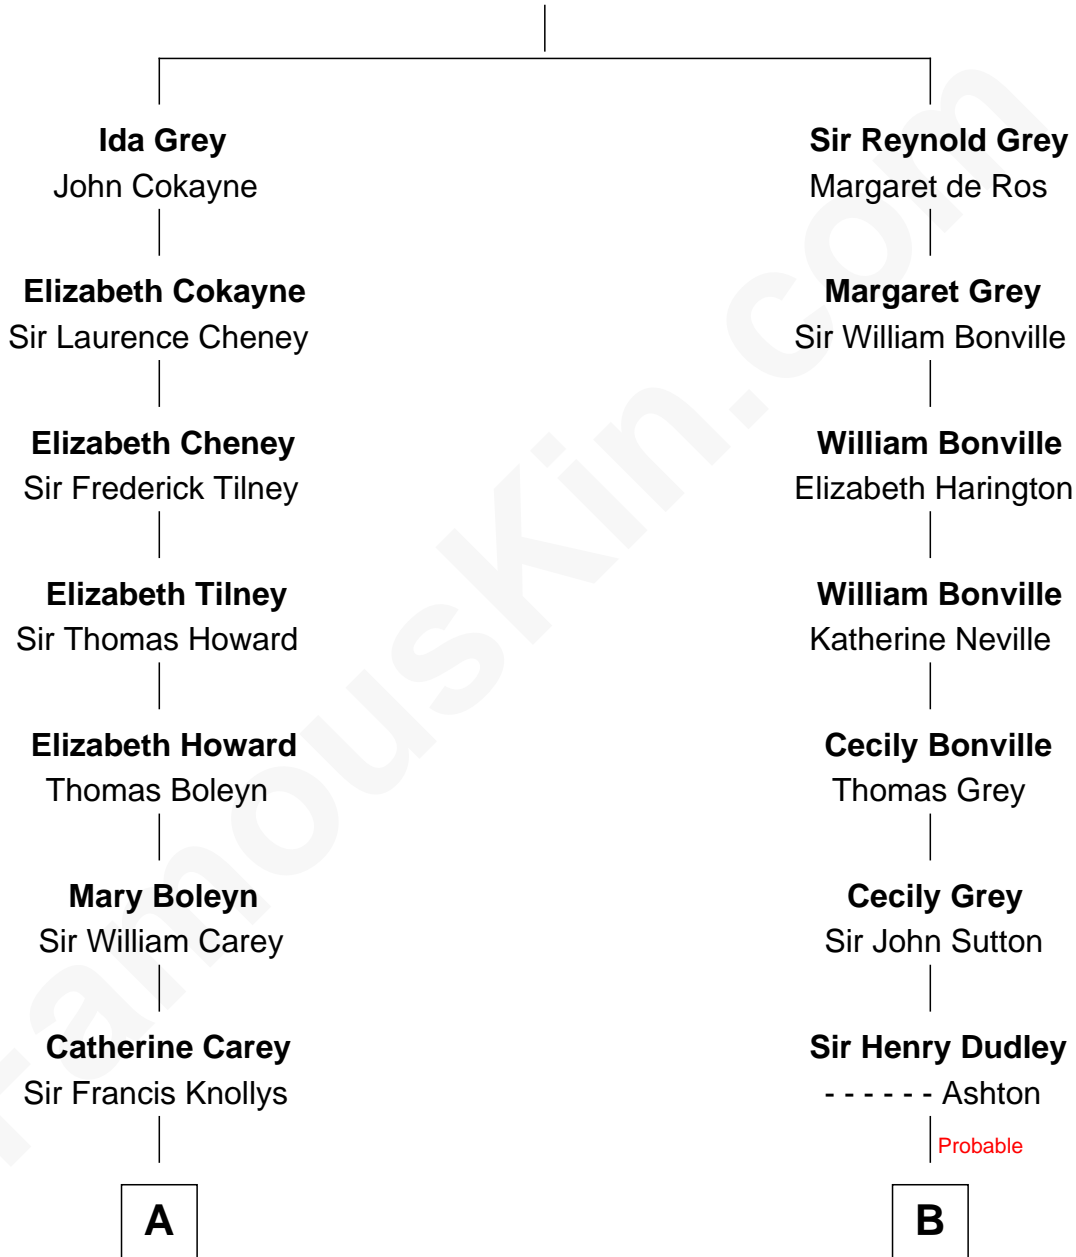 Ida Grey
John Cokayne
Sir Reynold Grey
Margaret de Ros
Elizabeth Cokayne
Sir Laurence Cheney
Margaret Grey
Sir William Bonville
Elizabeth Cheney
Sir Frederick Tilney
William Bonville
Elizabeth Harington
Elizabeth Tilney
Sir Thomas Howard
William Bonville
Katherine Neville
Elizabeth Howard
Thomas Boleyn
Cecily Bonville
Thomas Grey
Mary Boleyn
Sir William Carey
Cecily Grey
Sir John Sutton
Catherine Carey
Sir Francis Knollys
Sir Henry Dudley
- - - - - - Ashton
Probable
A
B
FamousKin.com